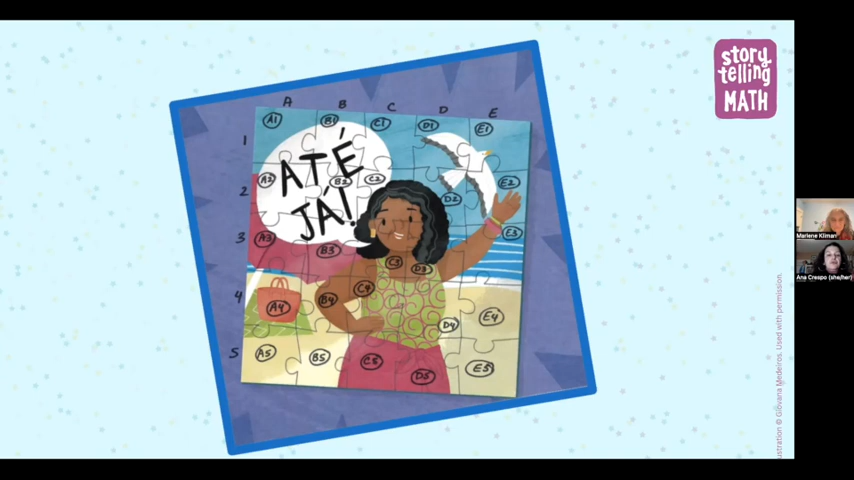 story
telling
MATH
A B C D E
1
2
3
4
5
A1 B1 C1 D1 E1
A2 B2 C2 D2 E2
A3 B3 C3 D3 E3
A4 B4 C4 D4 E4
A5 B5 C5 D5 E5
ATÉ
JÁ!
Marlene Kliman
Ana Crespo (she/her)
ustration © Giovana Medeiros. Used with permission.